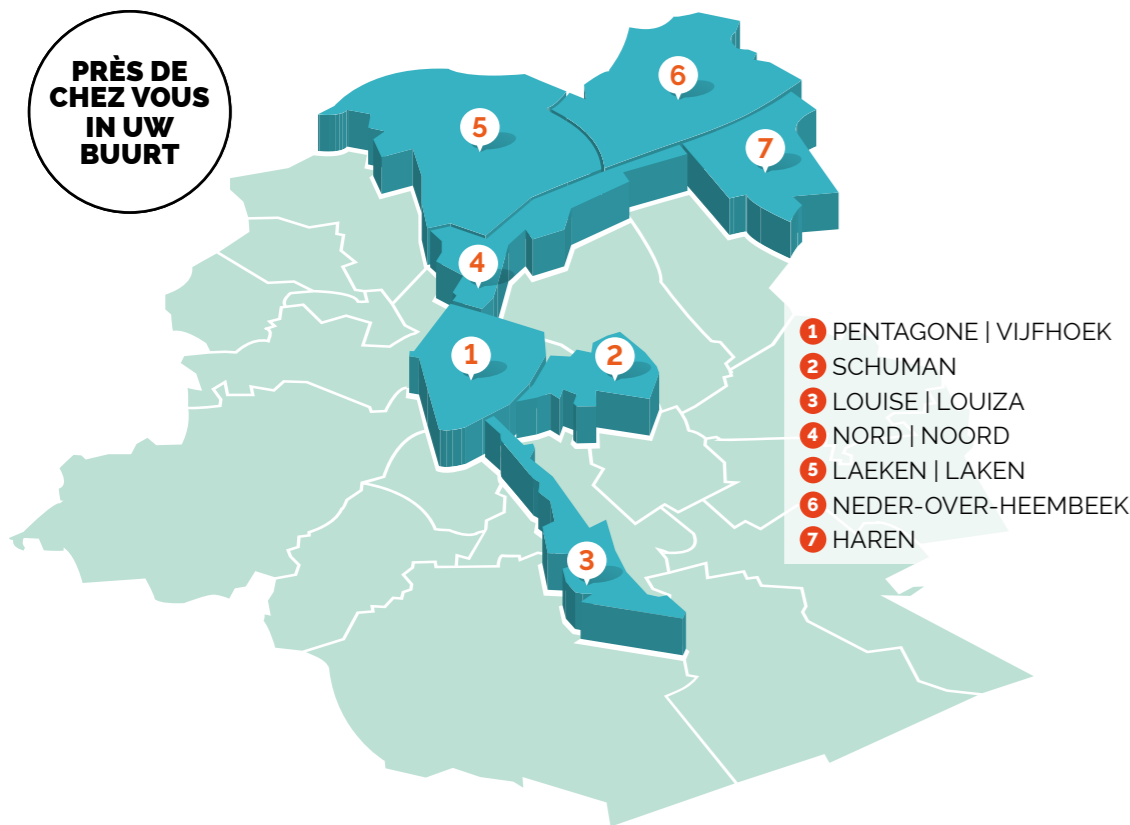 PRÈS DE
CHEZ VOUS
IN UW
BUURT
6
5
7
4
1
2
3
1 PENTAGONE | VIJFHOEK
2 SCHUMAN
3 LOUISE | LOUIZA
4 NORD | NOORD
5 LAEKEN | LAKEN
6 NEDER-OVER-HEEMBEEK
7 HAREN